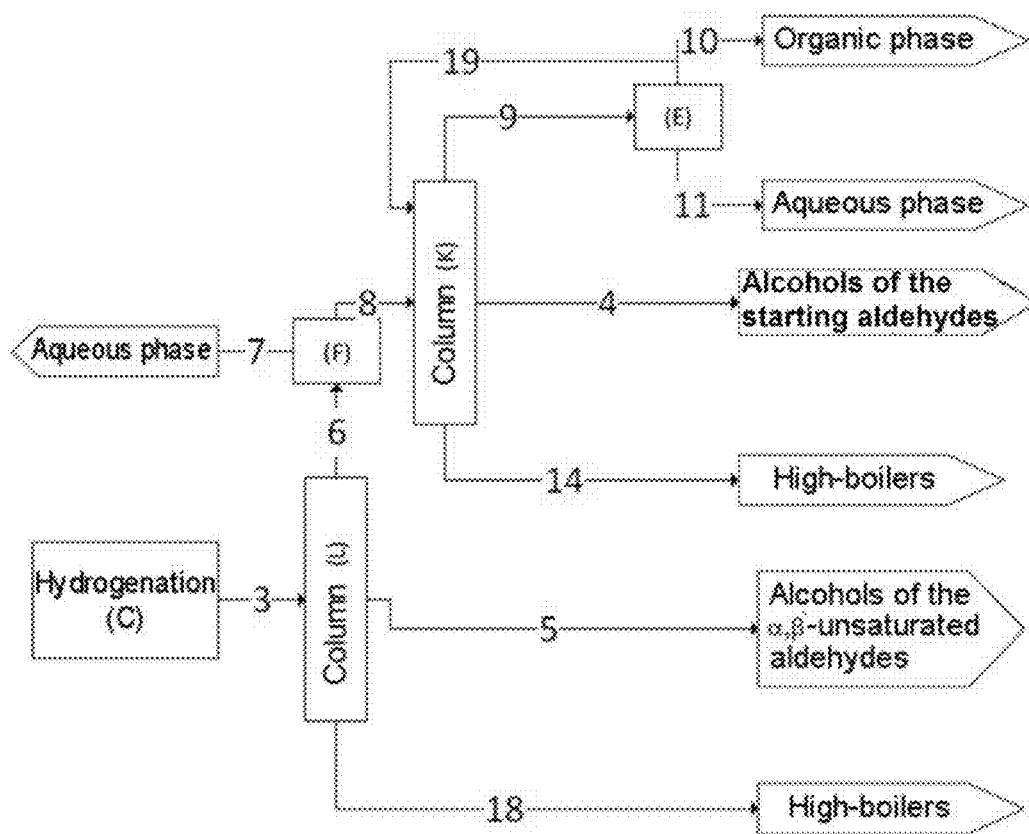 10
Organic phase
19
9
(E)
11
Aqueous phase
Column (K)
8
4
Alcohols of the
starting aldehydes
Aqueous phase
7
(F)
6
14
High-boilers
Hydrogenation
(C)
3
Column (L)
5
Alcohols of the
α,β-unsaturated
aldehydes
18
High-boilers